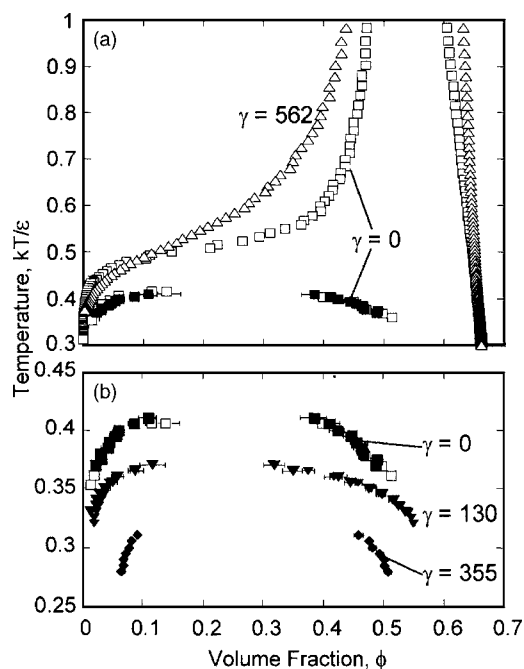 (a)
1
0.9
0.8
0.7
0.6
0.5
0.4
0.3
γ = 562
γ = 0
Temperature, kT/ε
(b)
0.45
0.4
0.35
0.3
0.25
γ = 0
γ = 130
γ = 355
0 0.1 0.2 0.3 0.4 0.5 0.6 0.7
Volume Fraction, ϕ